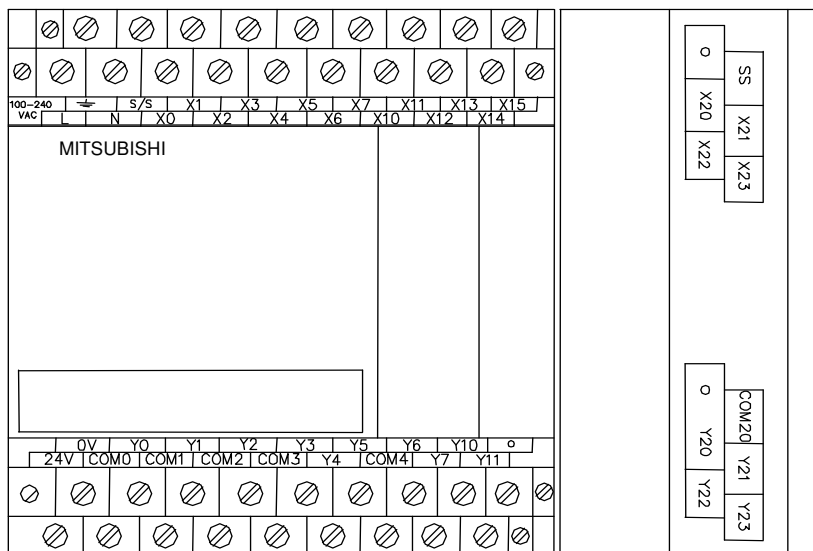 100-240 S/S X1 X3 X5 X7 X11 X13 X15
VAC L N X0 X2 X4 X6 X10 X12 X14
MITSUBISHI
0V Y0 Y1 Y2 Y3 Y5 Y6 Y10
24V COM0 COM1 COM2 COM3 Y4 COM4 Y7 Y11
SS
X20
X21
X22
X23
COM20
Y20
Y21
Y22
Y23